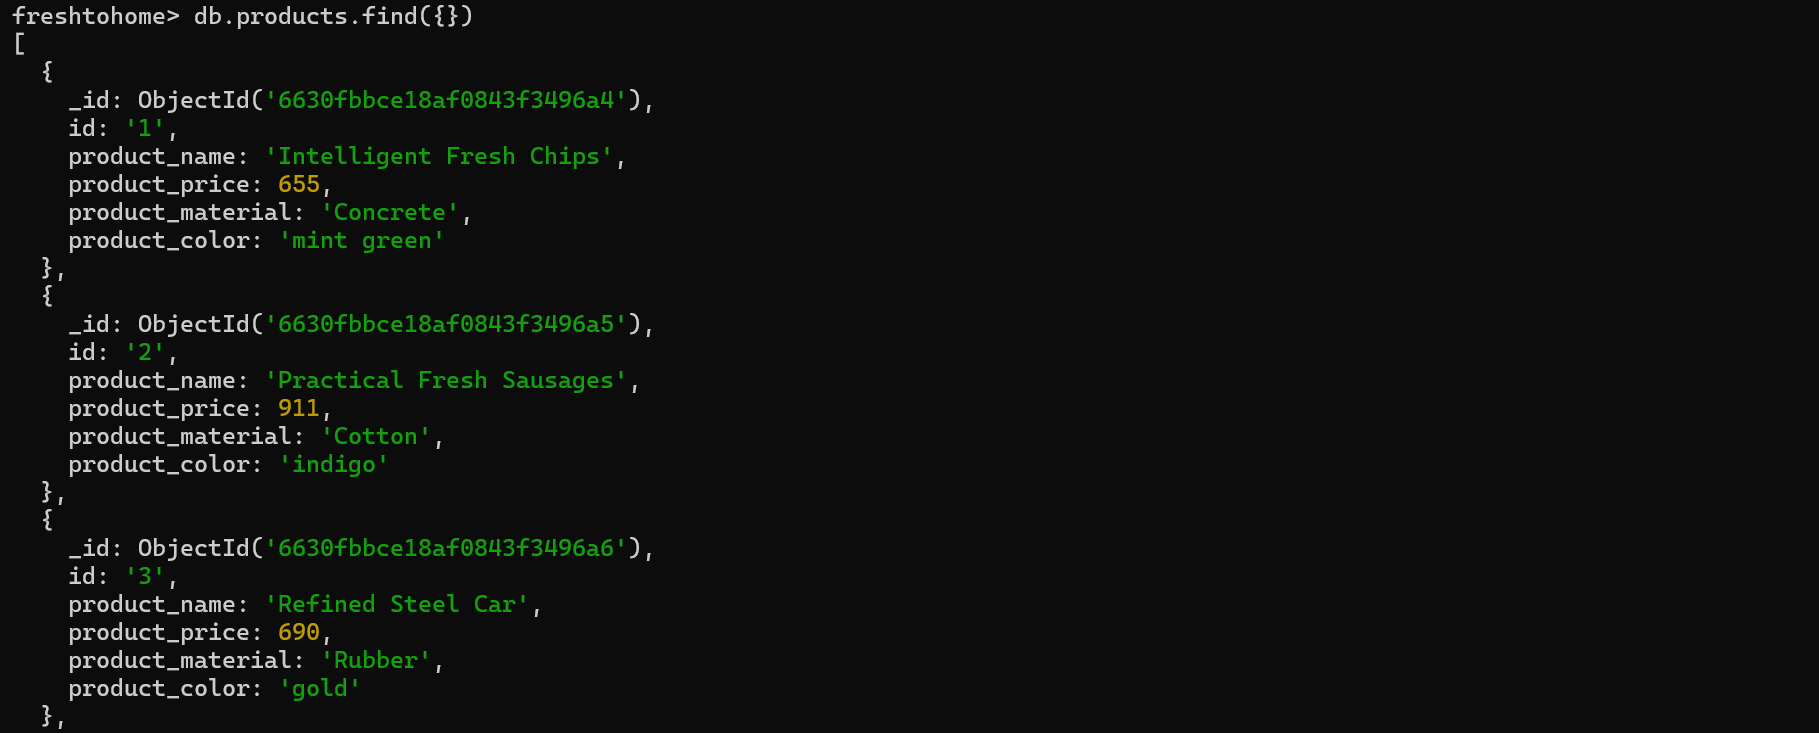 freshtohome> db.products.find({})
[
  {
    _id: ObjectId('6630fbbce18af0843f3496a4'),
    id: '1',
    product_name: 'Intelligent Fresh Chips',
    product_price: 655,
    product_material: 'Concrete',
    product_color: 'mint green'
  },
  {
    _id: ObjectId('6630fbbce18af0843f3496a5'),
    id: '2',
    product_name: 'Practical Fresh Sausages',
    product_price: 911,
    product_material: 'Cotton',
    product_color: 'indigo'
  },
  {
    _id: ObjectId('6630fbbce18af0843f3496a6'),
    id: '3',
    product_name: 'Refined Steel Car',
    product_price: 690,
    product_material: 'Rubber',
    product_color: 'gold'
  },